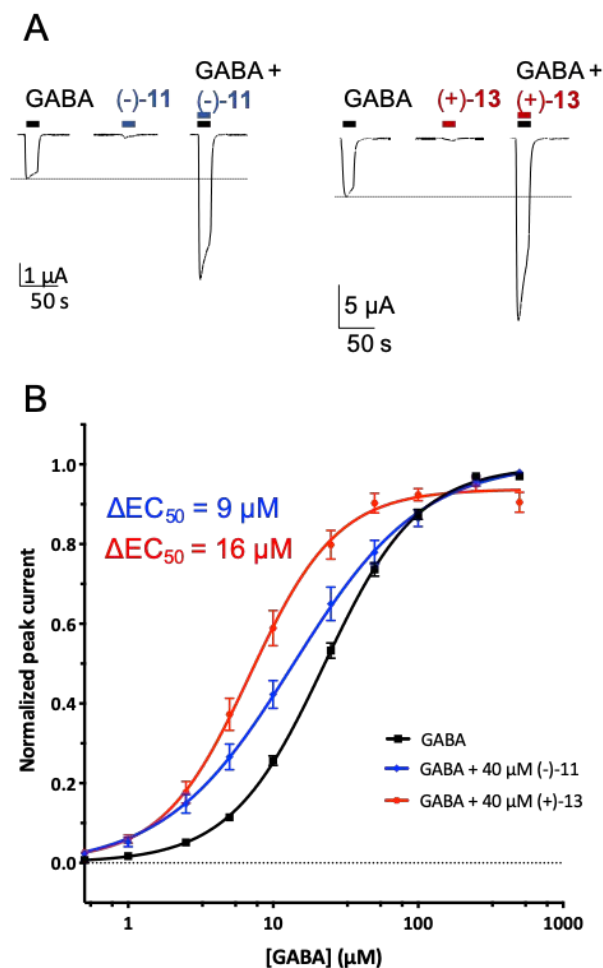 A
GABA (-)-11 GABA + (-)-11
GABA (+)-13 GABA + (+)-13
1 μA
50 s
5 μA
50 s
B
ΔEC50 = 9 μM
ΔEC50 = 16 μM
Normalized peak current
1.0
0.8
0.6
0.4
0.2
0.0
GABA
GABA + 40 μM (-)-11
GABA + 40 μM (+)-13
1 10 100 1000
[GABA] (μM)